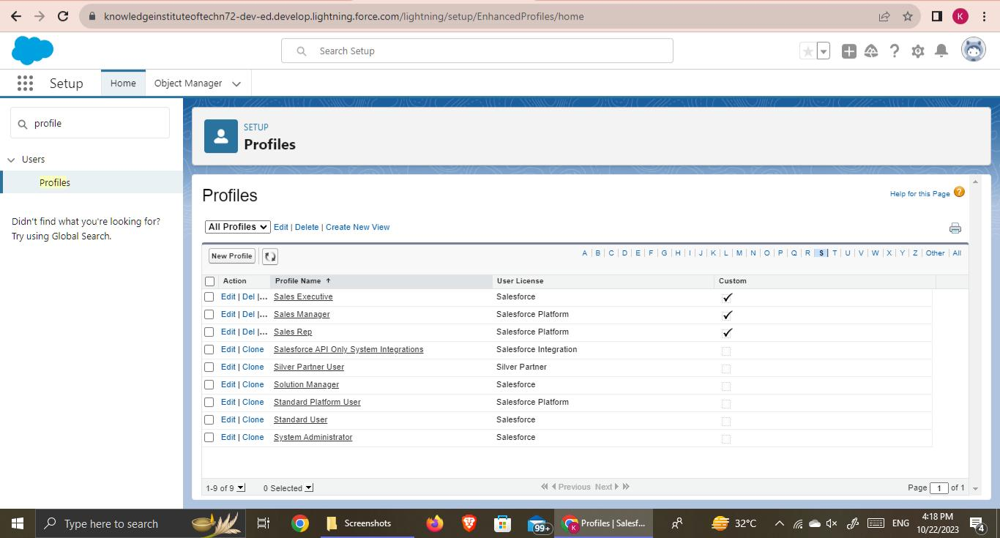 knowledgeinstituteoftechn72-dev-ed.develop.lightning.force.com/lightning/setup/EnhancedProfiles/home
K
Search Setup
Setup
Home
Object Manager
profile
Users
Profiles
Didn't find what you're looking for?
Try using Global Search.
SETUP
Profiles
Profiles
Help for this Page ?
All Profiles Edit | Delete | Create New View
New Profile
A | B | C | D | E | F | G | H | I | J | K | L | M | N | O | P | Q | R | S | T | U | V | W | X | Y | Z | Other | All
Action Profile Name ↑ User License Custom
Edit | Del |... Sales Executive Salesforce ✓
Edit | Del |... Sales Manager Salesforce Platform ✓
Edit | Del |... Sales Rep Salesforce Platform ✓
Edit | Clone Salesforce API Only System Integrations Salesforce Integration
Edit | Clone Silver Partner User Silver Partner
Edit | Clone Solution Manager Salesforce
Edit | Clone Standard Platform User Salesforce Platform
Edit | Clone Standard User Salesforce
Edit | Clone System Administrator Salesforce
1-9 of 9 0 Selected Previous Next Page 1 of 1
Type here to search
Screenshots
99+
K
Profiles | Salesf...
32°C
ENG
4:18 PM
10/22/2023
4